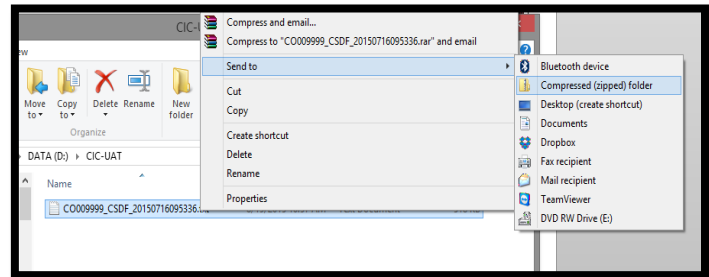 CIC-U
Compress and email...
Compress to "CO009999_CSDF_20150716095336.rar" and email
ew
Send to
Bluetooth device
Cut
Compressed (zipped) folder
Move to
Copy to
Delete
Rename
New folder
Copy
Desktop (create shortcut)
Documents
Organize
Create shortcut
Dropbox
Delete
Fax recipient
DATA (D:) CIC-UAT
Rename
Mail recipient
Name
Properties
TeamViewer
CO009999_CSDF_20150716095336
DVD RW Drive (E:)